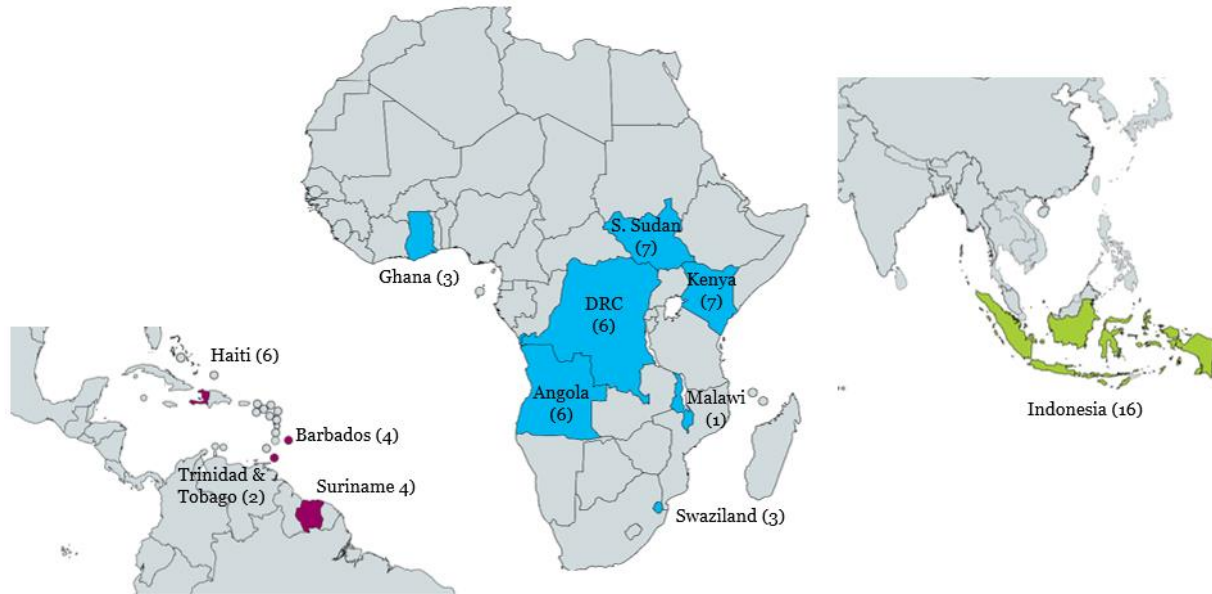 S. Sudan
(7)
Ghana (3)
Kenya
(7)
DRC
(6)
Haiti (6)
Angola
(6)
Malawi
(1)
Indonesia (16)
Barbados (4)
Trinidad &
Tobago (2)
Suriname 4)
Swaziland (3)